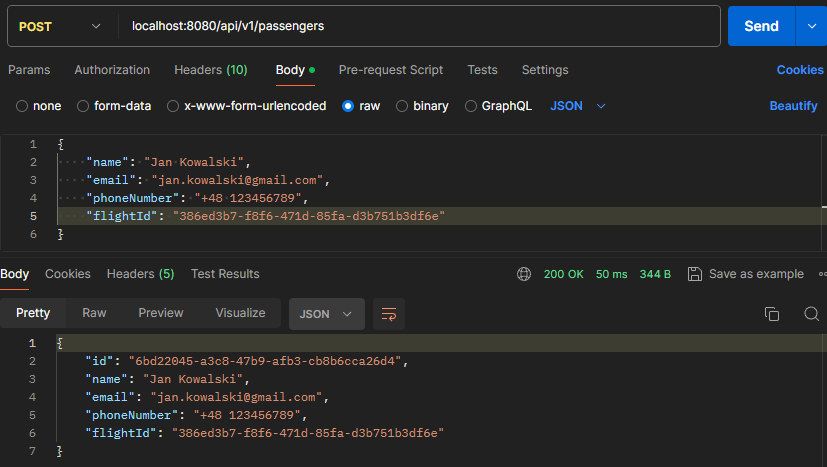 POST localhost:8080/api/v1/passengers Send
Params Authorization Headers (10) Body Pre-request Script Tests Settings Cookies
none form-data x-www-form-urlencoded raw binary GraphQL JSON Beautify
1 {
2 "name": "Jan Kowalski",
3 "email": "jan.kowalski@gmail.com",
4 "phoneNumber": "+48 123456789",
5 "flightId": "386ed3b7-f8f6-471d-85fa-d3b751b3df6e"
6 }
Body Cookies Headers (5) Test Results 200 OK 50 ms 344 B Save as example
Pretty Raw Preview Visualize JSON
1 {
2 "id": "6bd22045-a3c8-47b9-afb3-cb8b6cca26d4",
3 "name": "Jan Kowalski",
4 "email": "jan.kowalski@gmail.com",
5 "phoneNumber": "+48 123456789",
6 "flightId": "386ed3b7-f8f6-471d-85fa-d3b751b3df6e"
7 }